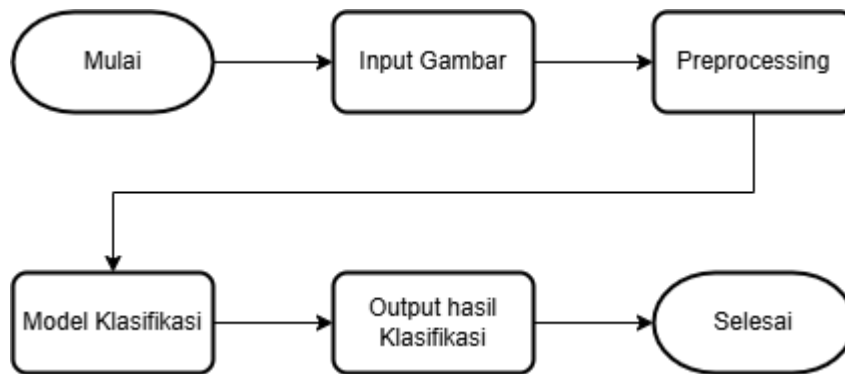 Mulai
Input Gambar
Preprocessing
Model Klasifikasi
Output hasil
Klasifikasi
Selesai